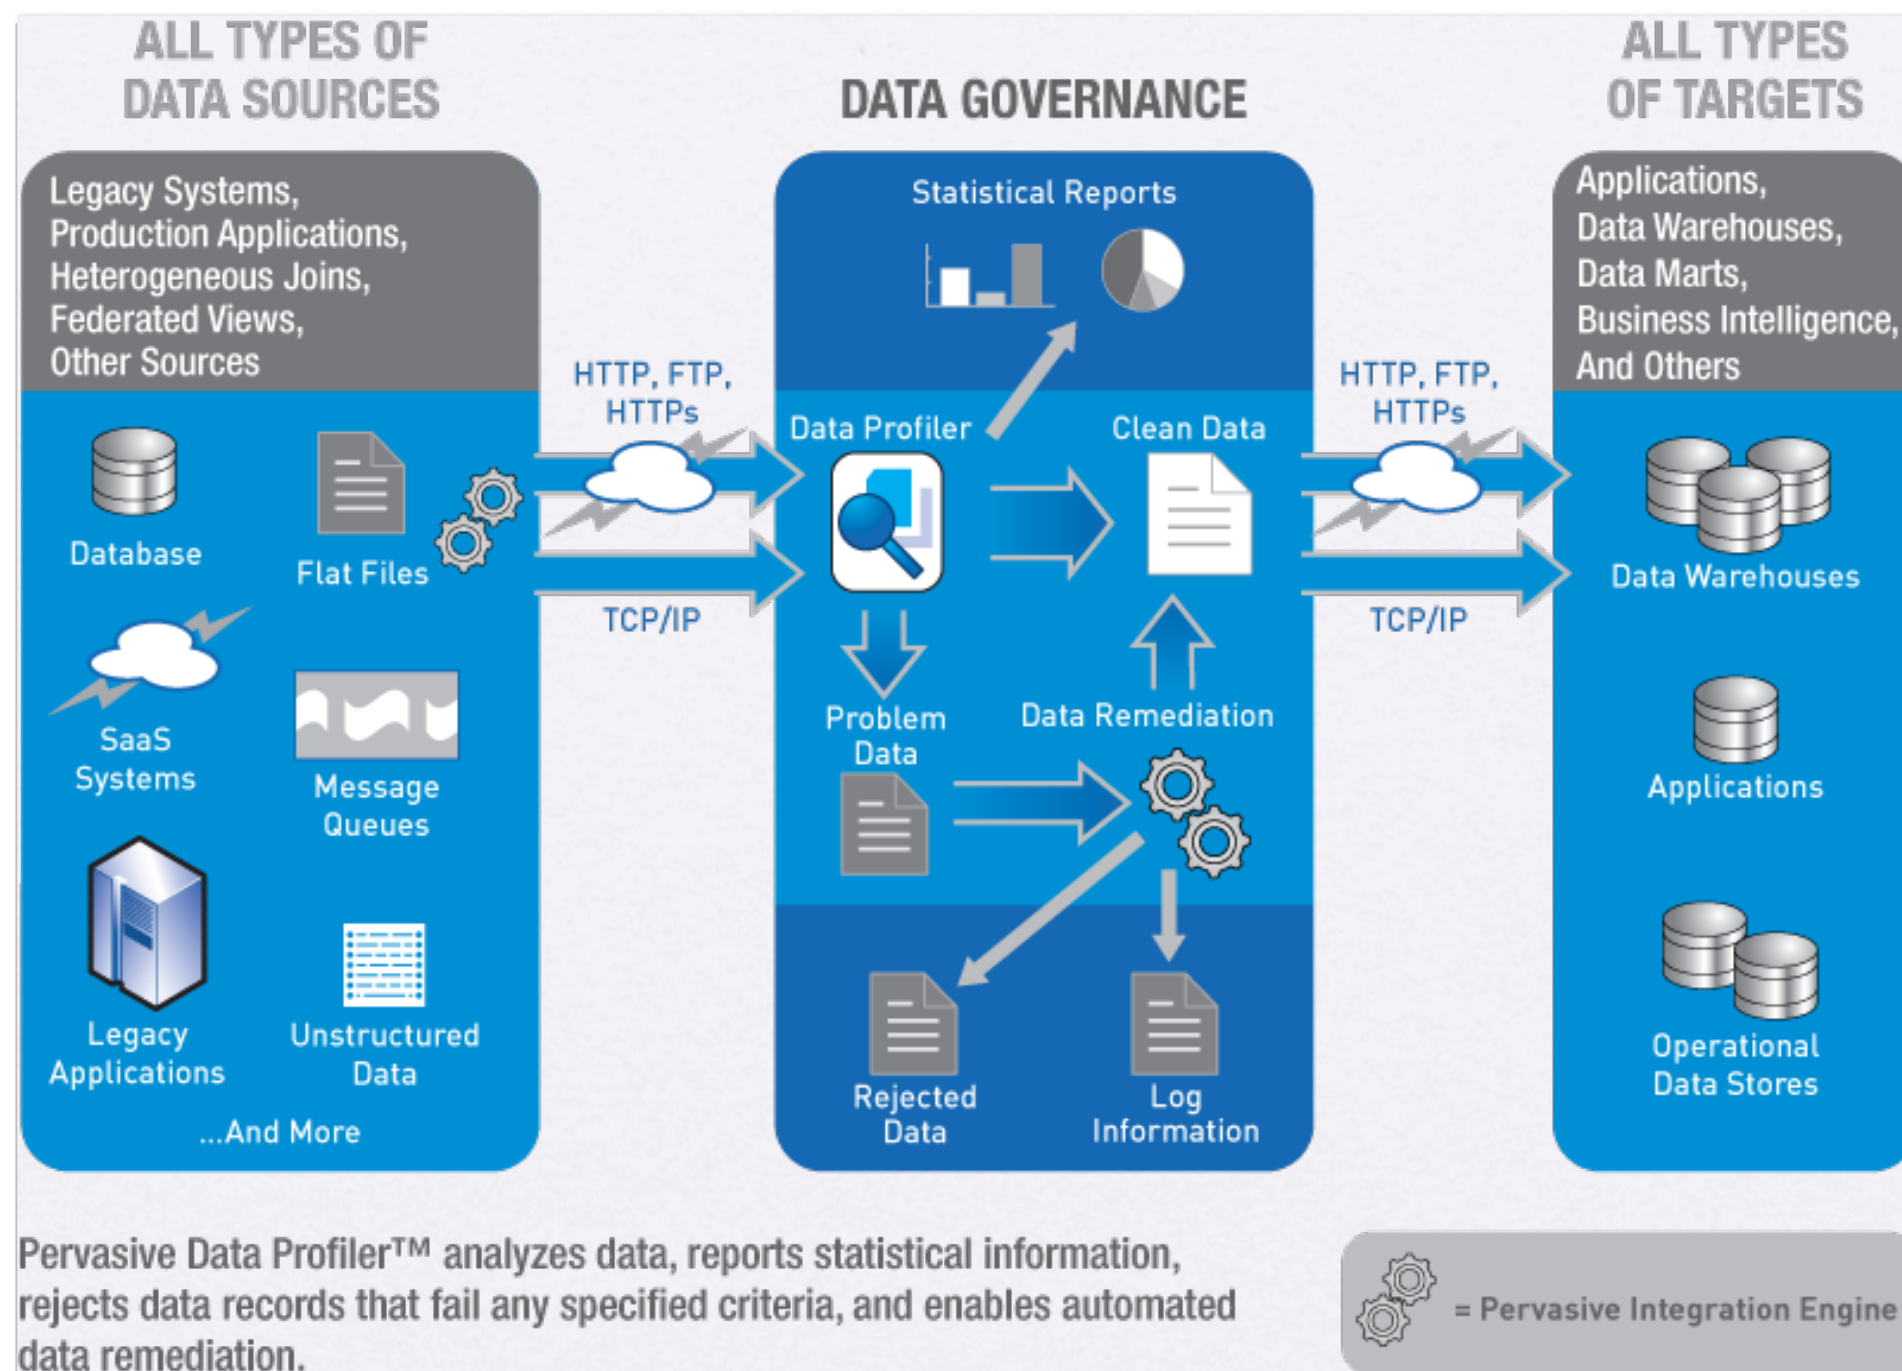 ALL TYPES OF
DATA SOURCES
Legacy Systems,
Production Applications,
Heterogeneous Joins,
Federated Views,
Other Sources
Database
Flat Files
SaaS
Systems
Message
Queues
Legacy
Applications
Unstructured
Data
...And More
HTTP, FTP,
HTTPs
TCP/IP
DATA GOVERNANCE
Statistical Reports
Data Profiler
Clean Data
Problem
Data
Data Remediation
Rejected
Data
Log
Information
HTTP, FTP,
HTTPs
TCP/IP
ALL TYPES
OF TARGETS
Applications,
Data Warehouses,
Data Marts,
Business Intelligence,
And Others
Data Warehouses
Applications
Operational
Data Stores
Pervasive Data Profiler™ analyzes data, reports statistical information,
rejects data records that fail any specified criteria, and enables automated
data remediation.
= Pervasive Integration Engine